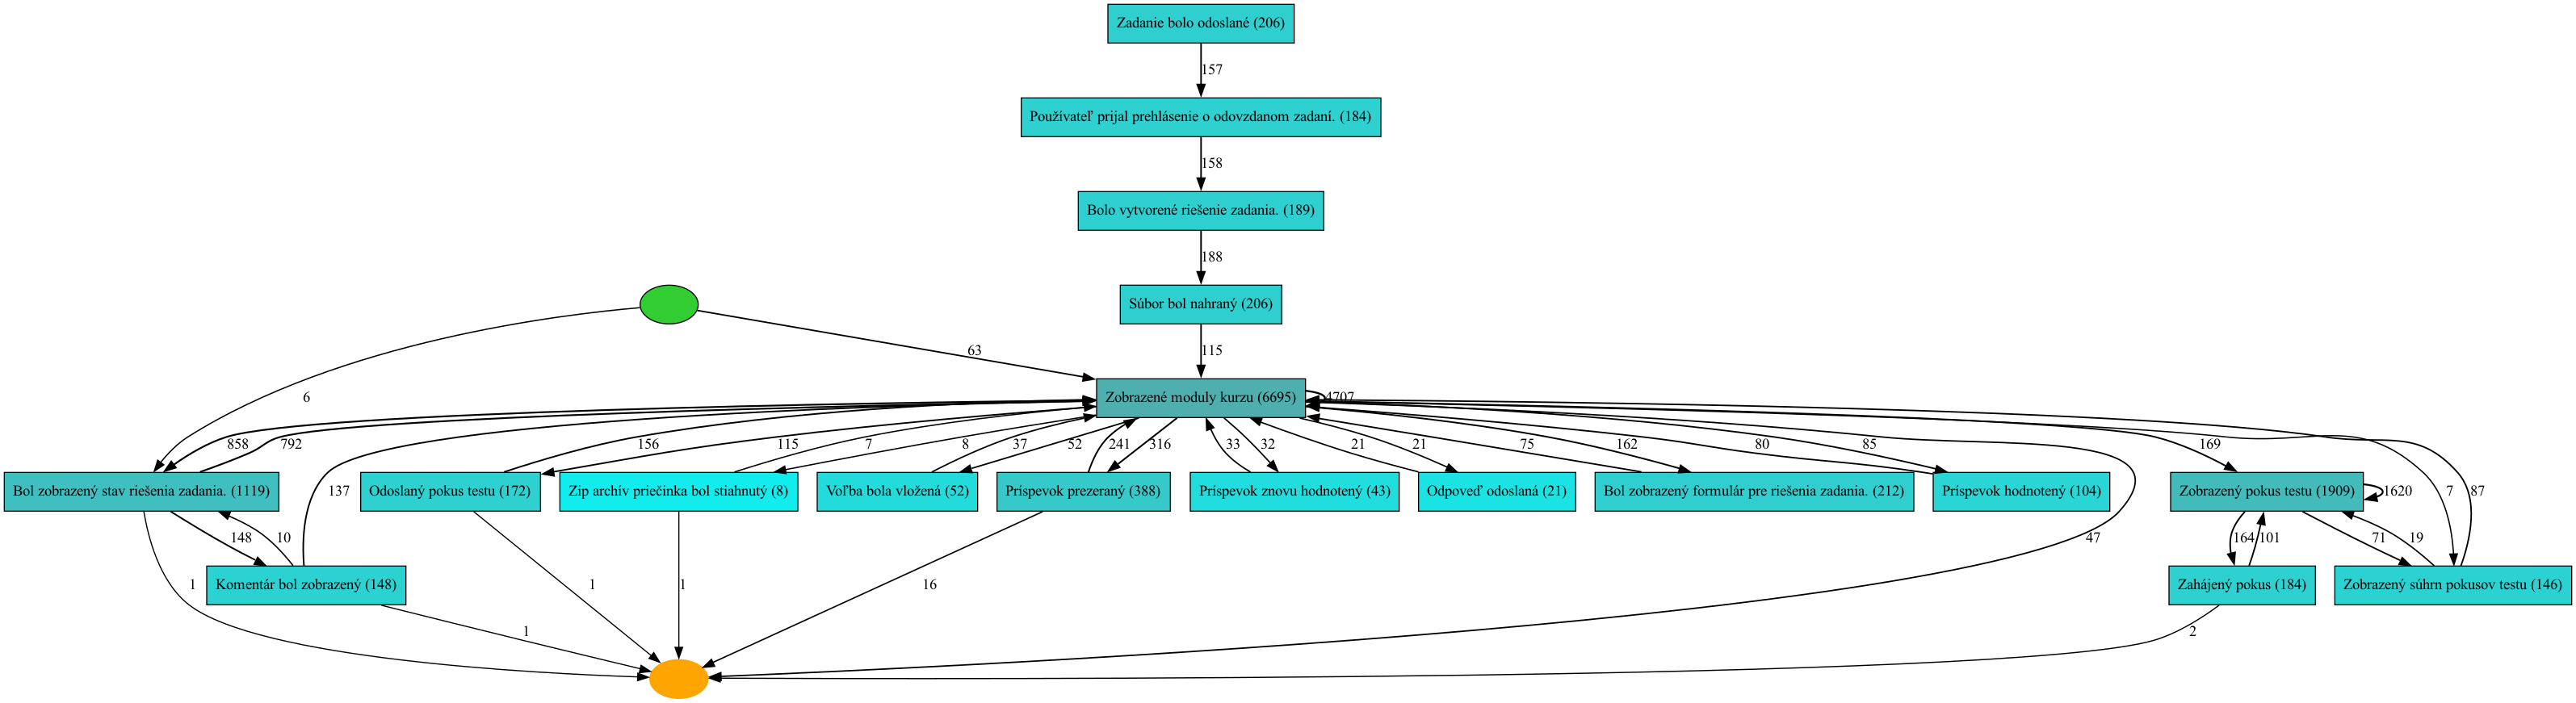 Zadanie bolo odoslané (206)
157
Používateľ prijal prehlásenie o odovzdanom zadaní. (184)
158
Bolo vytvorené riešenie zadania. (189)
188
Súbor bol nahraný (206)
63
115
6
Zobrazené moduly kurzu (6695)
4707
858
792
137
156
115
7
8
37
52
241
316
33
32
21
21
75
162
80
85
169
7
87
Bol zobrazený stav riešenia zadania. (1119)
Odoslaný pokus testu (172)
Zip archív priečinka bol stiahnutý (8)
Voľba bola vložená (52)
Príspevok prezeraný (388)
Príspevok znovu hodnotený (43)
Odpoveď odoslaná (21)
Bol zobrazený formulár pre riešenia zadania. (212)
Príspevok hodnotený (104)
Zobrazený pokus testu (1909)
1620
148
10
47
164
101
71
19
1
Komentár bol zobrazený (148)
1
1
16
Zahájený pokus (184)
Zobrazený súhrn pokusov testu (146)
1
2